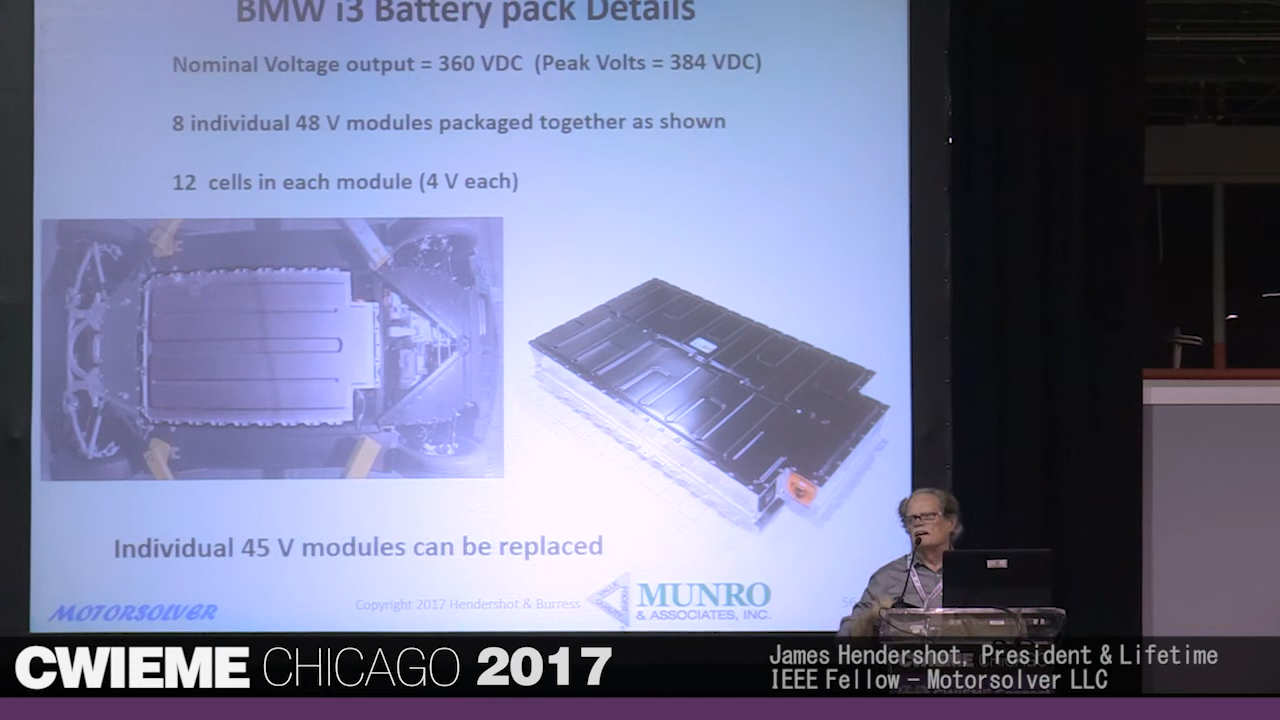 BMW i3 Battery pack Details
Nominal Voltage output = 360 VDC (Peak Volts = 384 VDC)
8 individual 48 V modules packaged together as shown
12 cells in each module (4 V each)
Individual 45 V modules can be replaced
MOTORSOLVER
Copyright 2017 Hendershot & Burress
MUNRO
& ASSOCIATES, INC.
CWIEME CHICAGO 2017
James Hendershot, President & Lifetime
IEEE Fellow – Motorsolver LLC